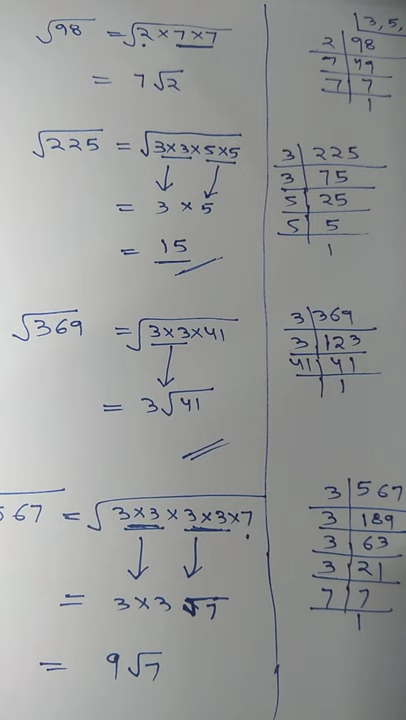 √98 = √2 × 7 × 7
= 7√2
3, 5,
2 | 98
7 | 49
7 | 7
1
√225 = √3×3×5×5
= 3 × 5
= 15
3 | 225
3 | 75
5 | 25
5 | 5
1
√369 = √3×3×41
= 3√41
3 | 369
3 | 123
41 | 41
1
567 = √3×3×3×3×7
= 3×3√7
= 9√7
3 | 567
3 | 189
3 | 63
3 | 21
7 | 7
1